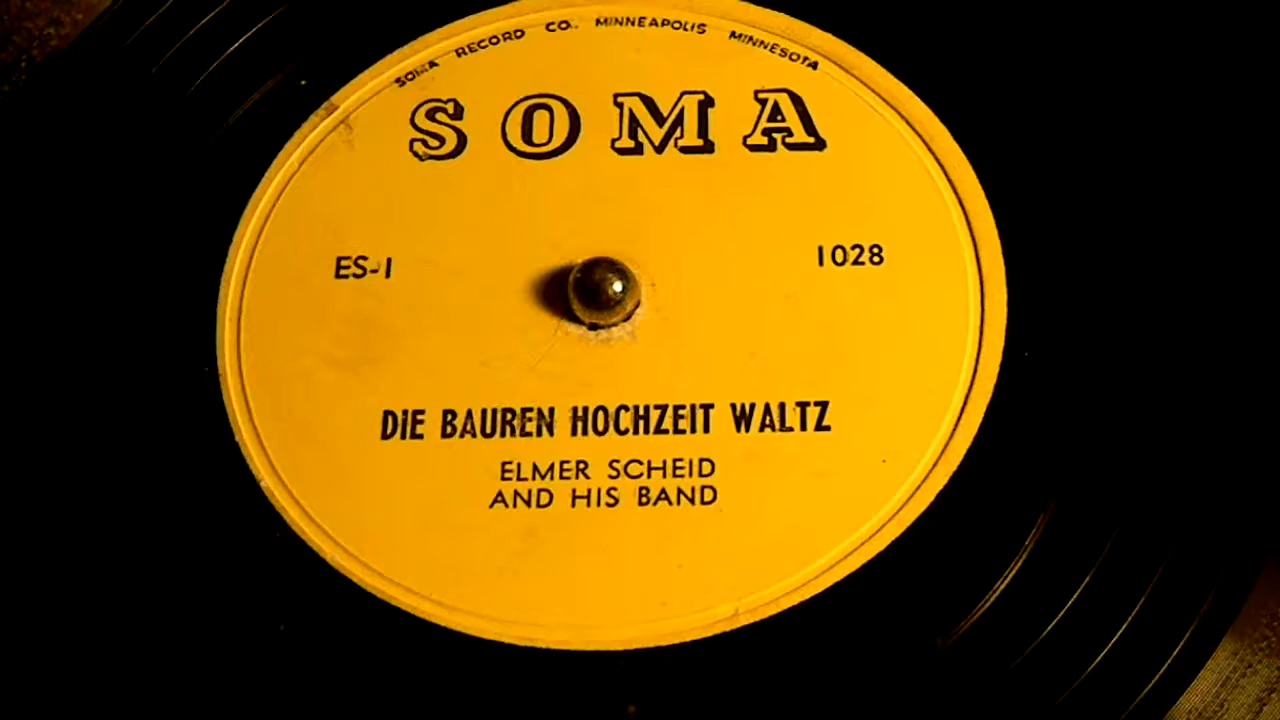 SOMA RECORD CO. MINNEAPOLIS MINNESOTA
SOMA
ES-1 1028
DIE BAUREN HOCHZEIT WALTZ
ELMER SCHEID
AND HIS BAND